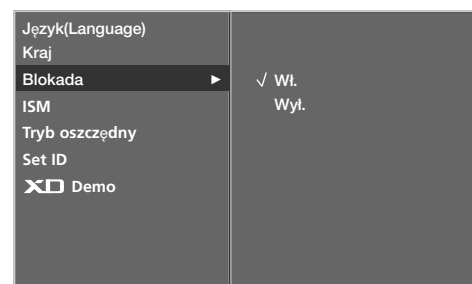 Język(Language)
Kraj
Blokada ►
√ Wł.
Wył.
ISM
Tryb oszczędny
Set ID
XD Demo